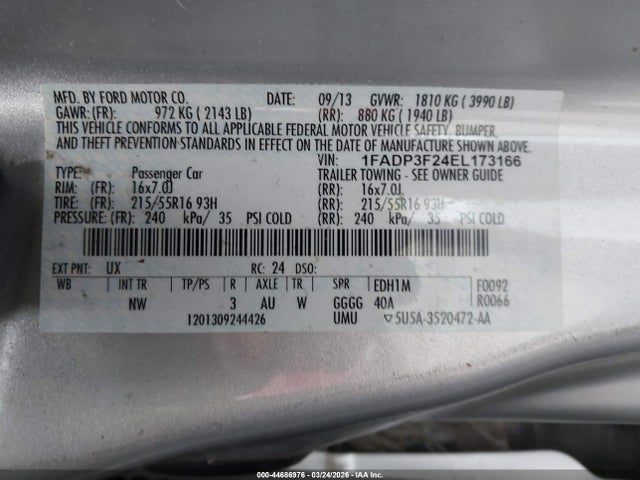 MFD. BY FORD MOTOR CO. DATE: 09/13 GVWR: 1810 KG ( 3990 LB)
GAWR: (FR): 972 KG ( 2143 LB) (RR): 880 KG ( 1940 LB)
THIS VEHICLE CONFORMS TO ALL APPLICABLE FEDERAL MOTOR VEHICLE SAFETY, BUMPER,
AND THEFT PREVENTION STANDARDS IN EFFECT ON THE DATE OF MANUFACTURE SHOWN ABOVE.
VIN: 1FADP3F24EL173166
TYPE: Passenger Car TRAILER TOWING - SEE OWNER GUIDE
RIM: (FR): 16x7.0J (RR): 16x7.0J
TIRE: (FR): 215/55R16 93H (RR): 215/55R16 93H
PRESSURE: (FR): 240 kPa/ 35 PSI COLD (RR): 240 kPa/ 35 PSI COLD
EXT PNT: UX RC: 24 DSO:
WB INT TR TP/PS R AXLE TR SPR EDH1M F0092
NW 3 AU W GGGG 40A R0066
1201309244426 UMU ▽5U5A-3520472-AA
000-44686976 - 03/24/2026 - IAAI.COM